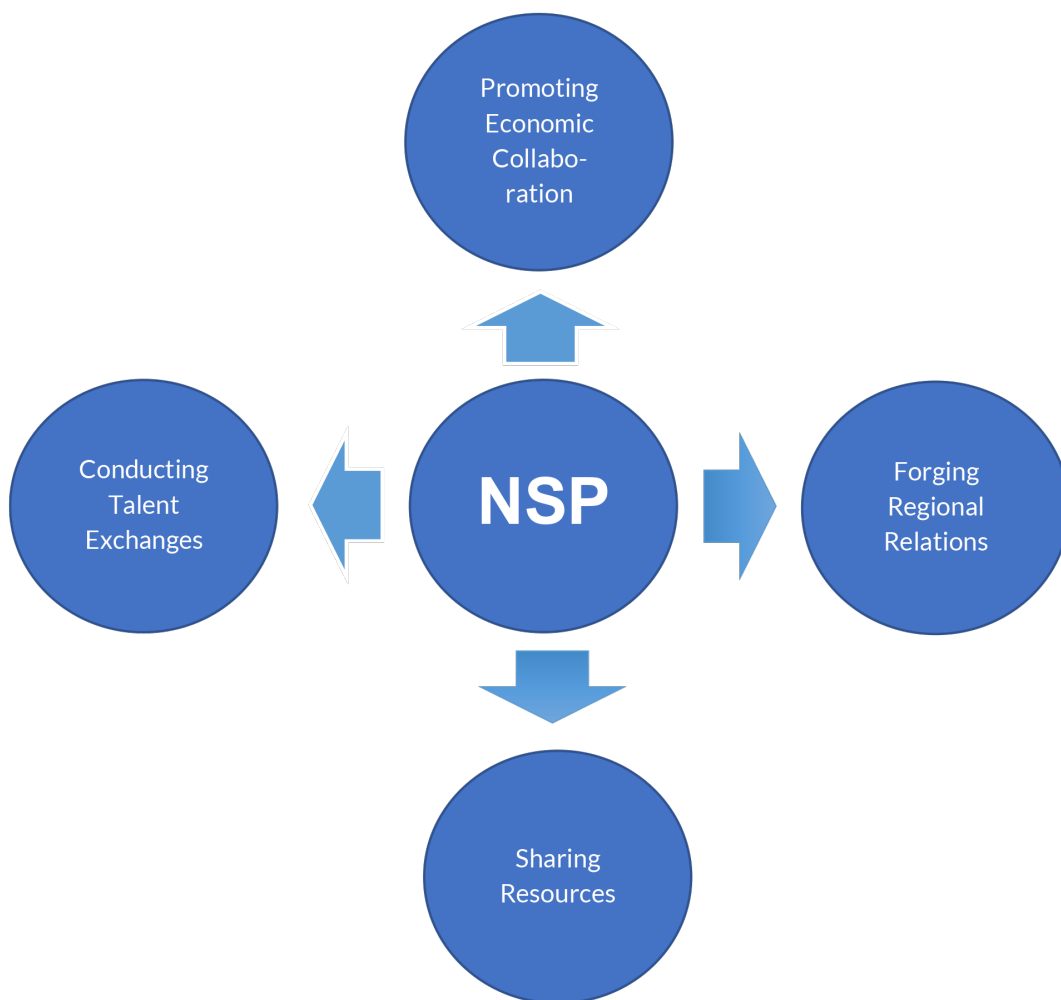 Promoting
Economic
Collabo-
ration
Conducting
Talent
Exchanges
NSP
Forging
Regional
Relations
Sharing
Resources